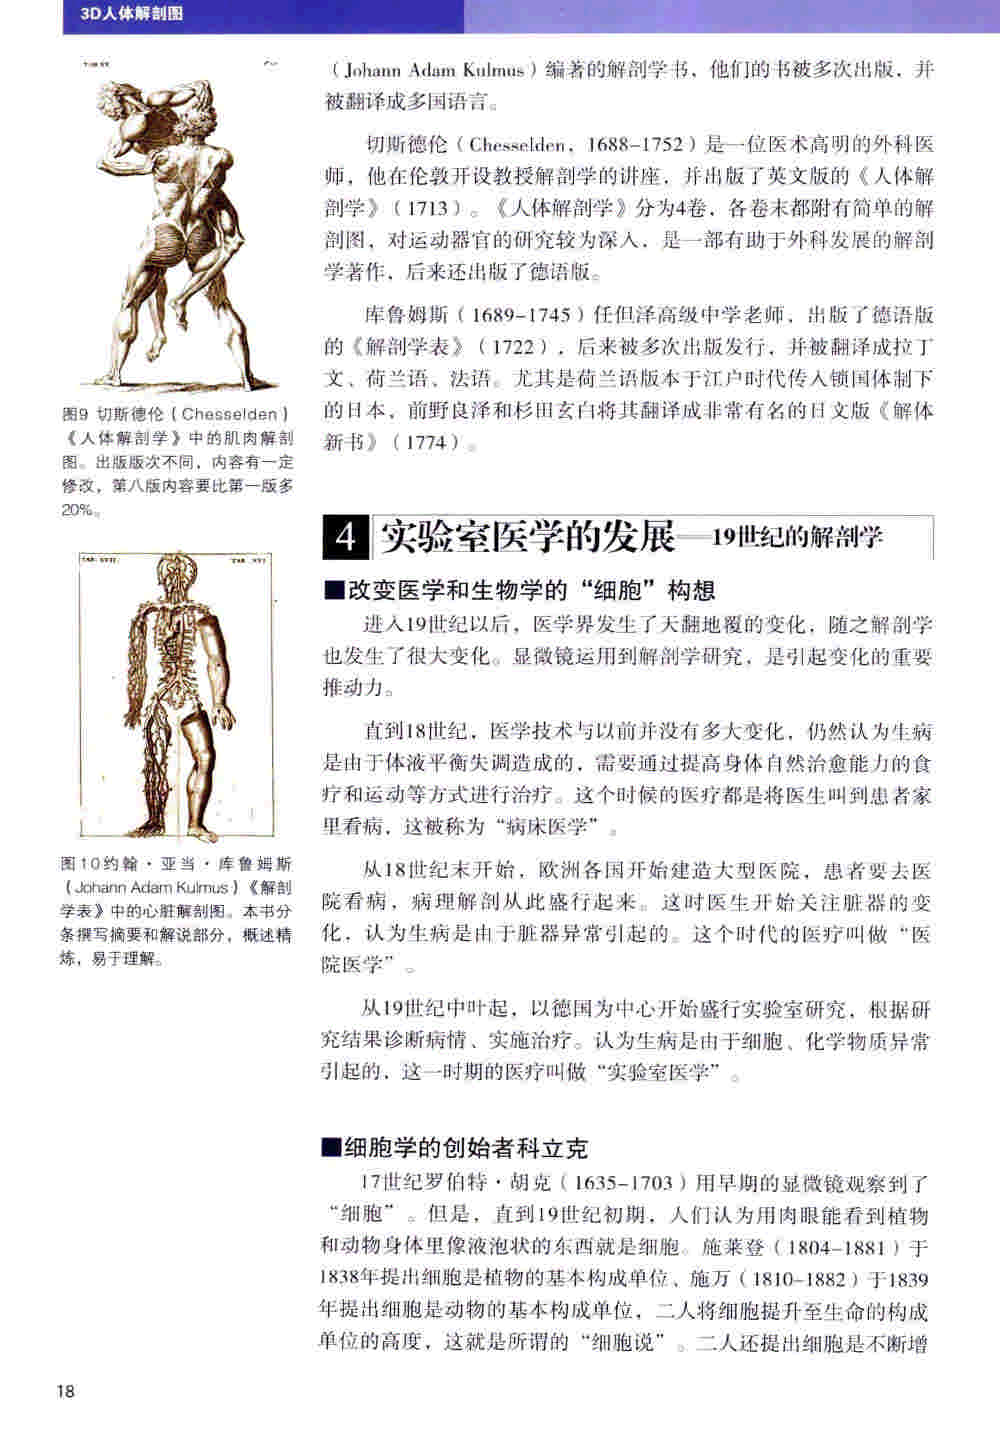 3D人体解剖图
（Johann Adam Kulmus）编著的解剖学书，他们的书被多次出版，并
被翻译成多国语言。
切斯德伦（Chesselden，1688-1752）是一位医术高明的外科医
师，他在伦敦开设教授解剖学的讲座，并出版了英文版的《人体解
剖学》（1713）。《人体解剖学》分为4卷，各卷末都附有简单的解
剖图，对运动器官的研究较为深入，是一部有助于外科发展的解剖
学著作，后来还出版了德语版。
库鲁姆斯（1689-1745）任但泽高级中学老师，出版了德语版
的《解剖学表》（1722），后来被多次出版发行，并被翻译成拉丁
文、荷兰语、法语。尤其是荷兰语版本于江户时代传入锁国体制下
的日本，前野良泽和杉田玄白将其翻译成非常有名的日文版《解体
新书》（1774）。
图9 切斯德伦（Chesselden）
《人体解剖学》中的肌肉解剖
图。出版版次不同，内容有一定
修改，第八版内容要比第一版多
20%。
TAB. XVII.
TAB. XVI
图10约翰·亚当·库鲁姆斯
（Johann Adam Kulmus）《解剖
学表》中的心脏解剖图。本书分
条撰写摘要和解说部分，概述精
炼，易于理解。
4 实验室医学的发展——19世纪的解剖学
■改变医学和生物学的“细胞”构想
进入19世纪以后，医学界发生了天翻地覆的变化，随之解剖学
也发生了很大变化。显微镜运用到解剖学研究，是引起变化的重要
推动力。
直到18世纪，医学技术与以前并没有多大变化，仍然认为生病
是由于体液平衡失调造成的，需要通过提高身体自然治愈能力的食
疗和运动等方式进行治疗。这个时候的医疗都是将医生叫到患者家
里看病，这被称为“病床医学”。
从18世纪末开始，欧洲各国开始建造大型医院，患者要去医
院看病，病理解剖从此盛行起来。这时医生开始关注脏器的变
化，认为生病是由于脏器异常引起的。这个时代的医疗叫做“医
院医学”。
从19世纪中叶起，以德国为中心开始盛行实验室研究，根据研
究结果诊断病情、实施治疗。认为生病是由于细胞、化学物质异常
引起的，这一时期的医疗叫做“实验室医学”。
■细胞学的创始者科立克
17世纪罗伯特·胡克（1635-1703）用早期的显微镜观察到了
“细胞”。但是，直到19世纪初期，人们认为用肉眼能看到植物
和动物身体里像液泡状的东西就是细胞。施莱登（1804-1881）于
1838年提出细胞是植物的基本构成单位、施万（1810-1882）于1839
年提出细胞是动物的基本构成单位，二人将细胞提升至生命的构成
单位的高度，这就是所谓的“细胞说”。二人还提出细胞是不断增
18